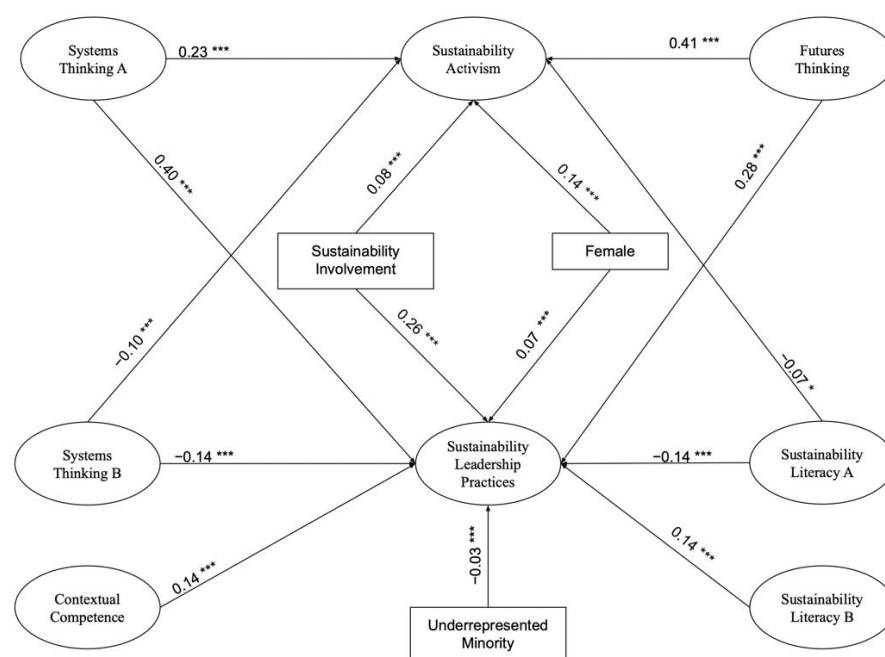 Systems
Thinking A
0.23 ***
Sustainability
Activism
0.41 ***
Futures
Thinking
0.40 ***
0.08 ***
0.14 ***
0.28 ***
Sustainability
Involvement
Female
−0.10 ***
0.26 ***
0.07 ***
−0.07 *
Systems
Thinking B
−0.14 ***
Sustainability
Leadership
Practices
−0.14 ***
Sustainability
Literacy A
0.14 ***
−0.03 ***
0.14 ***
Contextual
Competence
Underrepresented
Minority
Sustainability
Literacy B